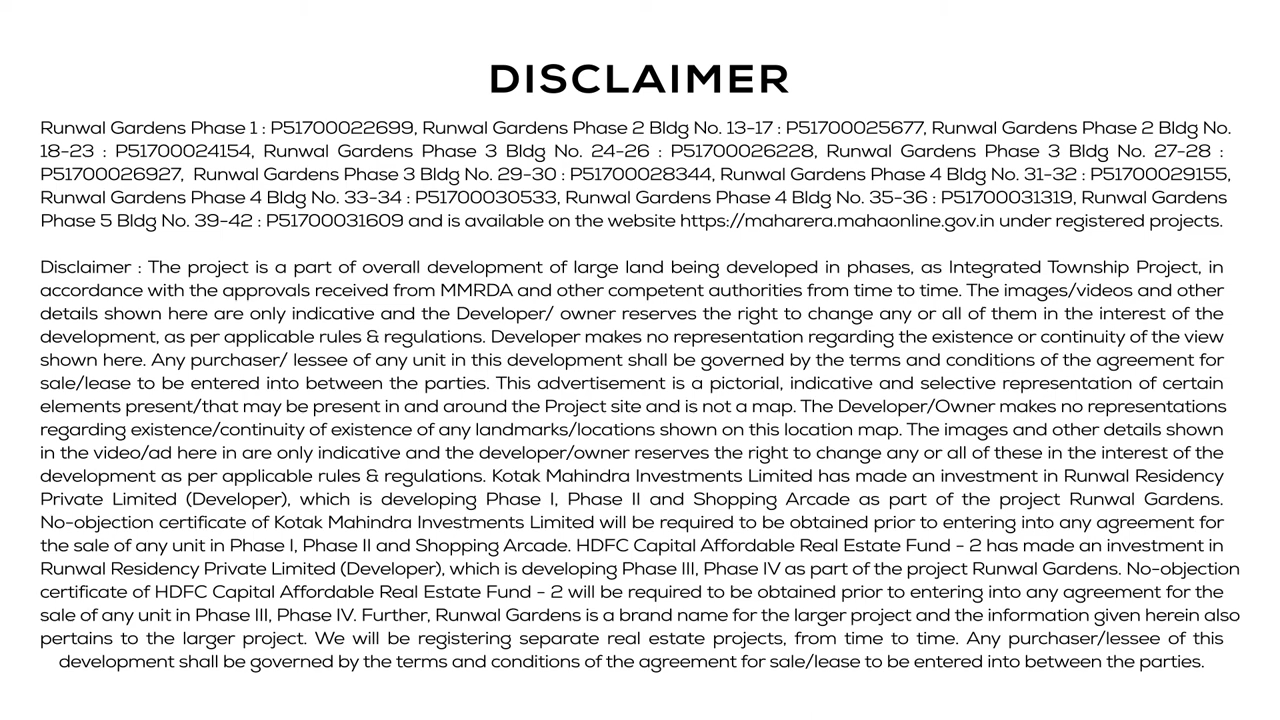 DISCLAIMER
Runwal Gardens Phase 1 : P51700022699, Runwal Gardens Phase 2 Bldg No. 13-17 : P51700025677, Runwal Gardens Phase 2 Bldg No.
18-23 : P51700024154, Runwal Gardens Phase 3 Bldg No. 24-26 : P51700026228, Runwal Gardens Phase 3 Bldg No. 27-28 :
P51700026927, Runwal Gardens Phase 3 Bldg No. 29-30 : P51700028344, Runwal Gardens Phase 4 Bldg No. 31-32 : P51700029155,
Runwal Gardens Phase 4 Bldg No. 33-34 : P51700030533, Runwal Gardens Phase 4 Bldg No. 35-36 : P51700031319, Runwal Gardens
Phase 5 Bldg No. 39-42 : P51700031609 and is available on the website https://maharera.mahaonline.gov.in under registered projects.
Disclaimer : The project is a part of overall development of large land being developed in phases, as Integrated Township Project, in
accordance with the approvals received from MMRDA and other competent authorities from time to time. The images/videos and other
details shown here are only indicative and the Developer/ owner reserves the right to change any or all of them in the interest of the
development, as per applicable rules & regulations. Developer makes no representation regarding the existence or continuity of the view
shown here. Any purchaser/ lessee of any unit in this development shall be governed by the terms and conditions of the agreement for
sale/lease to be entered into between the parties. This advertisement is a pictorial, indicative and selective representation of certain
elements present/that may be present in and around the Project site and is not a map. The Developer/Owner makes no representations
regarding existence/continuity of existence of any landmarks/locations shown on this location map. The images and other details shown
in the video/ad here in are only indicative and the developer/owner reserves the right to change any or all of these in the interest of the
development as per applicable rules & regulations. Kotak Mahindra Investments Limited has made an investment in Runwal Residency
Private Limited (Developer), which is developing Phase I, Phase II and Shopping Arcade as part of the project Runwal Gardens.
No-objection certificate of Kotak Mahindra Investments Limited will be required to be obtained prior to entering into any agreement for
the sale of any unit in Phase I, Phase II and Shopping Arcade. HDFC Capital Affordable Real Estate Fund - 2 has made an investment in
Runwal Residency Private Limited (Developer), which is developing Phase III, Phase IV as part of the project Runwal Gardens. No-objection
certificate of HDFC Capital Affordable Real Estate Fund - 2 will be required to be obtained prior to entering into any agreement for the
sale of any unit in Phase III, Phase IV. Further, Runwal Gardens is a brand name for the larger project and the information given herein also
pertains to the larger project. We will be registering separate real estate projects, from time to time. Any purchaser/lessee of this
development shall be governed by the terms and conditions of the agreement for sale/lease to be entered into between the parties.